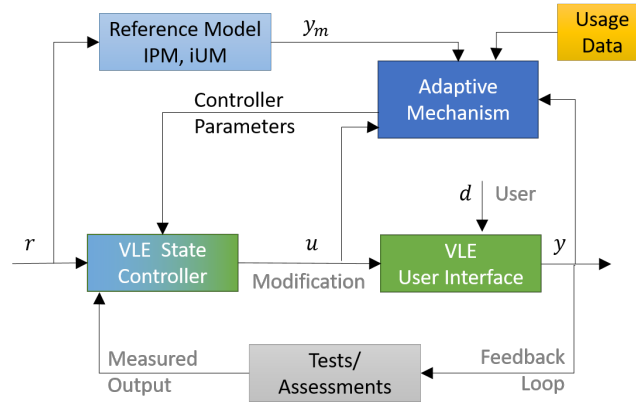 Reference Model
IPM, iUM
y_m
Usage
Data
Adaptive
Mechanism
Controller
Parameters
d
User
r
VLE State
Controller
u
Modification
VLE
User Interface
y
Measured
Output
Tests/
Assessments
Feedback
Loop